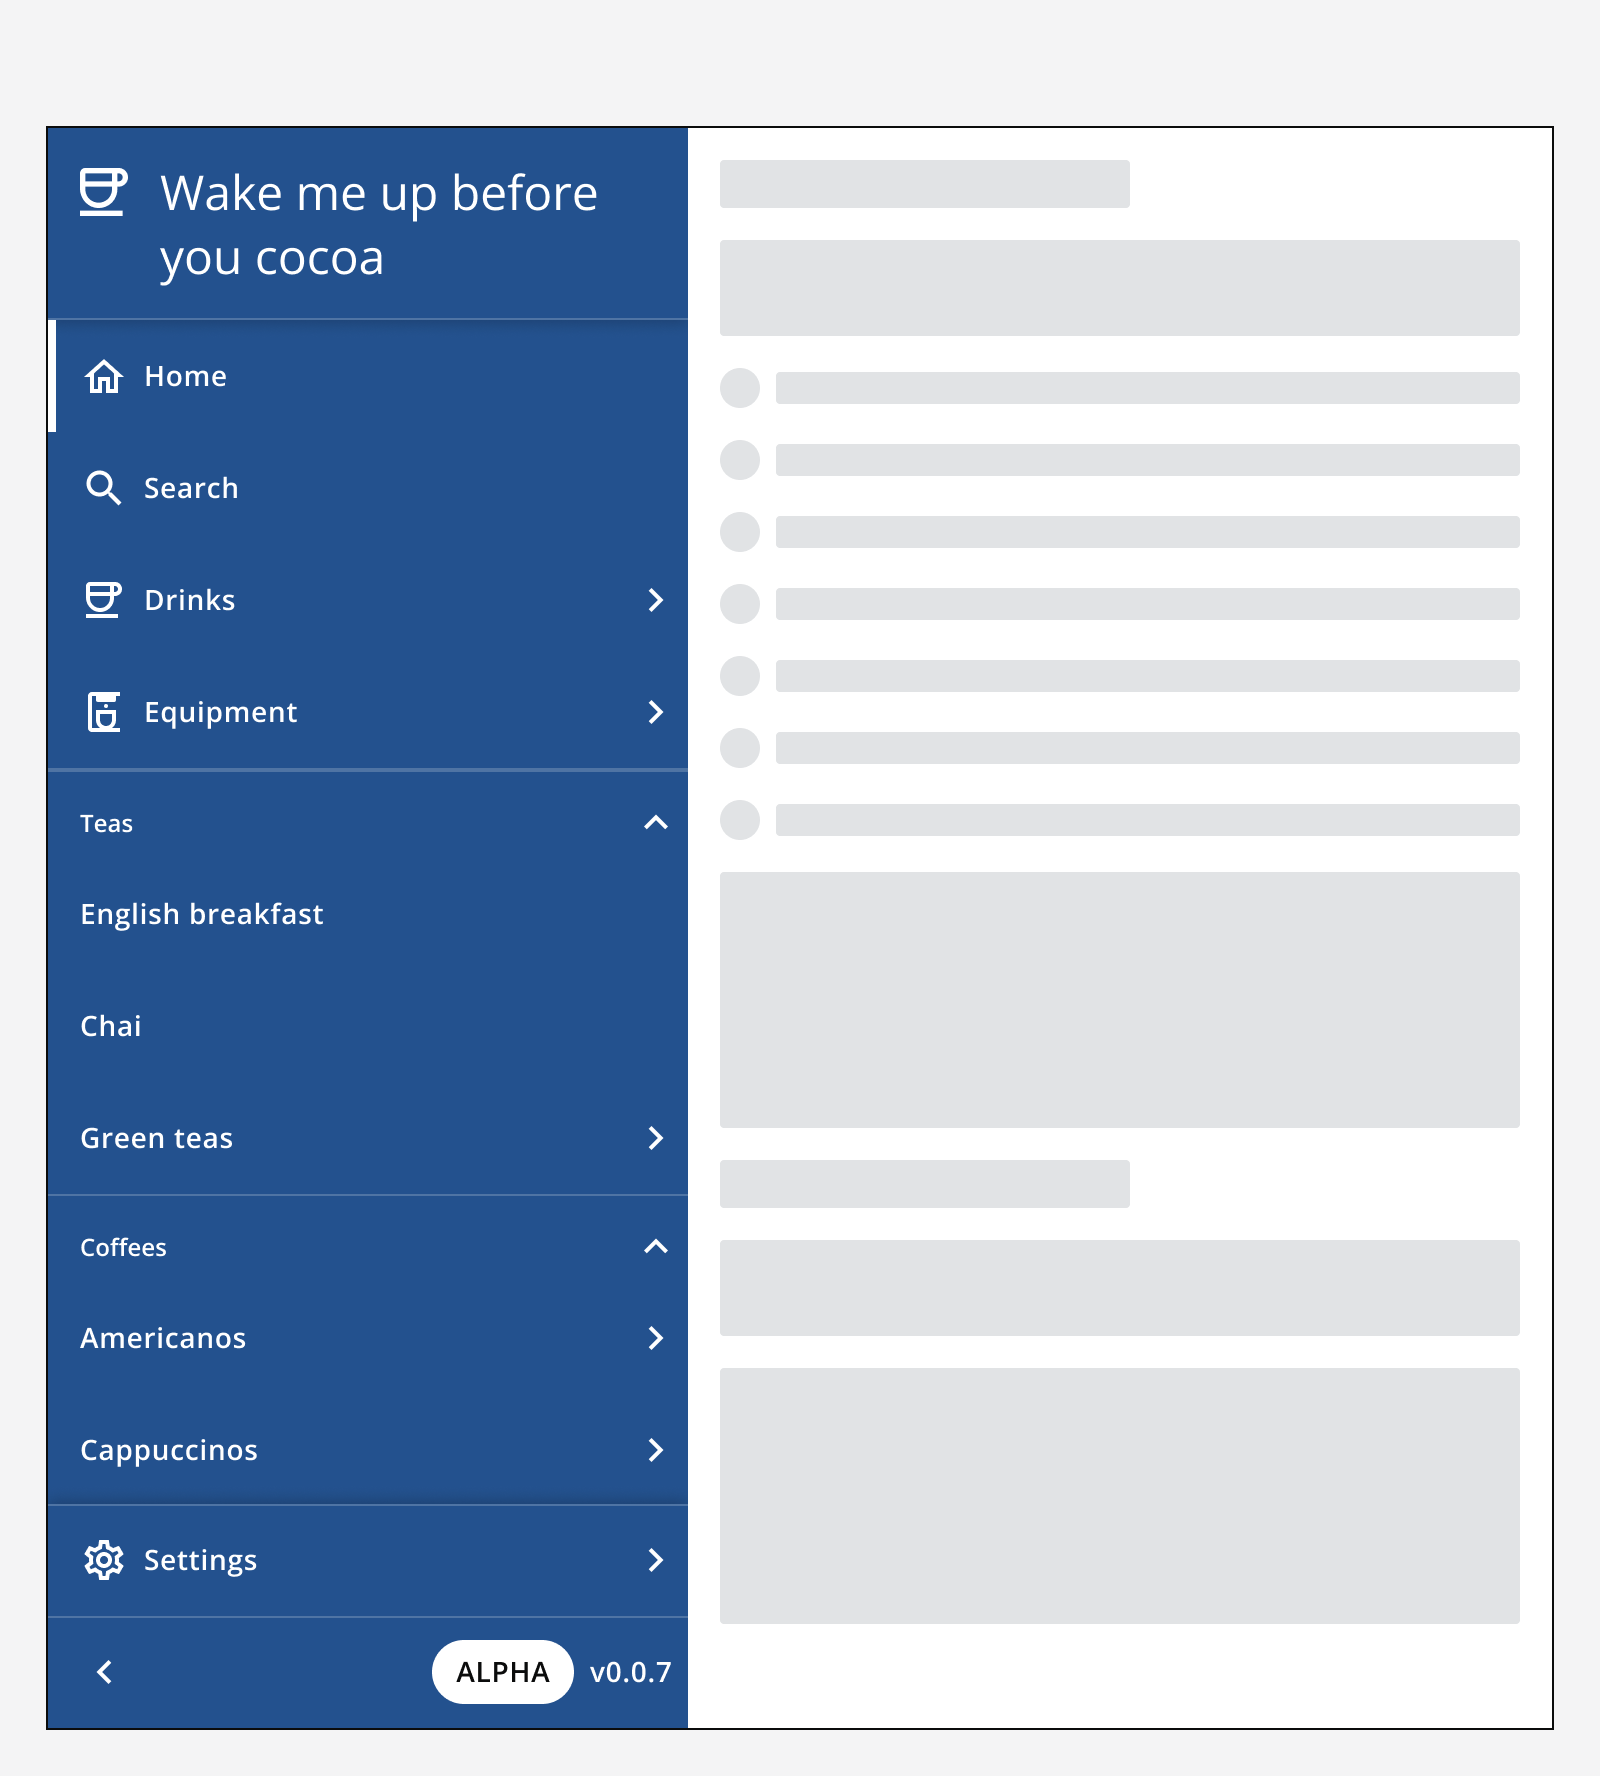 Wake me up before
you cocoa
Home
Search
Drinks
Equipment
Teas
English breakfast
Chai
Green teas
Coffees
Americanos
Cappuccinos
Settings
ALPHA v0.0.7